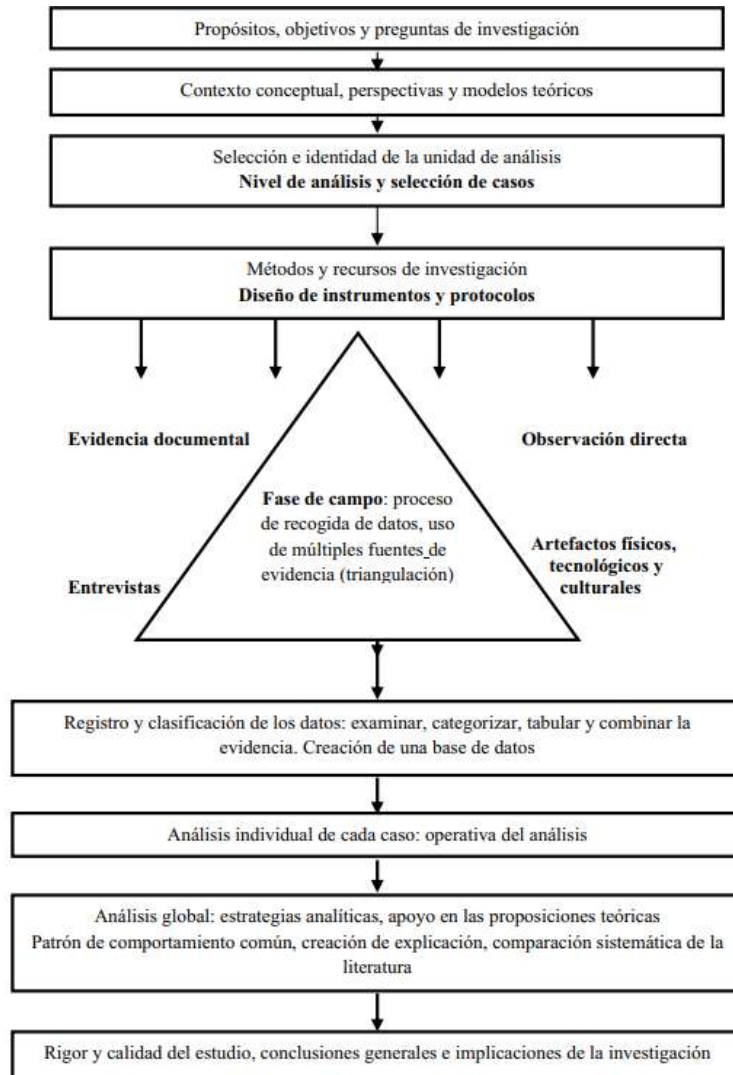 Propósitos, objetivos y preguntas de investigación
Contexto conceptual, perspectivas y modelos teóricos
Selección e identidad de la unidad de análisis
Nivel de análisis y selección de casos
Métodos y recursos de investigación
Diseño de instrumentos y protocolos
Evidencia documental
Observación directa
Fase de campo: proceso
de recogida de datos, uso
de múltiples fuentes de
evidencia (triangulación)
Entrevistas
Artefactos físicos,
tecnológicos y
culturales
Registro y clasificación de los datos: examinar, categorizar, tabular y combinar la
evidencia. Creación de una base de datos
Análisis individual de cada caso: operativa del análisis
Análisis global: estrategias analíticas, apoyo en las proposiciones teóricas
Patrón de comportamiento común, creación de explicación, comparación sistemática de la
literatura
Rigor y calidad del estudio, conclusiones generales e implicaciones de la investigación